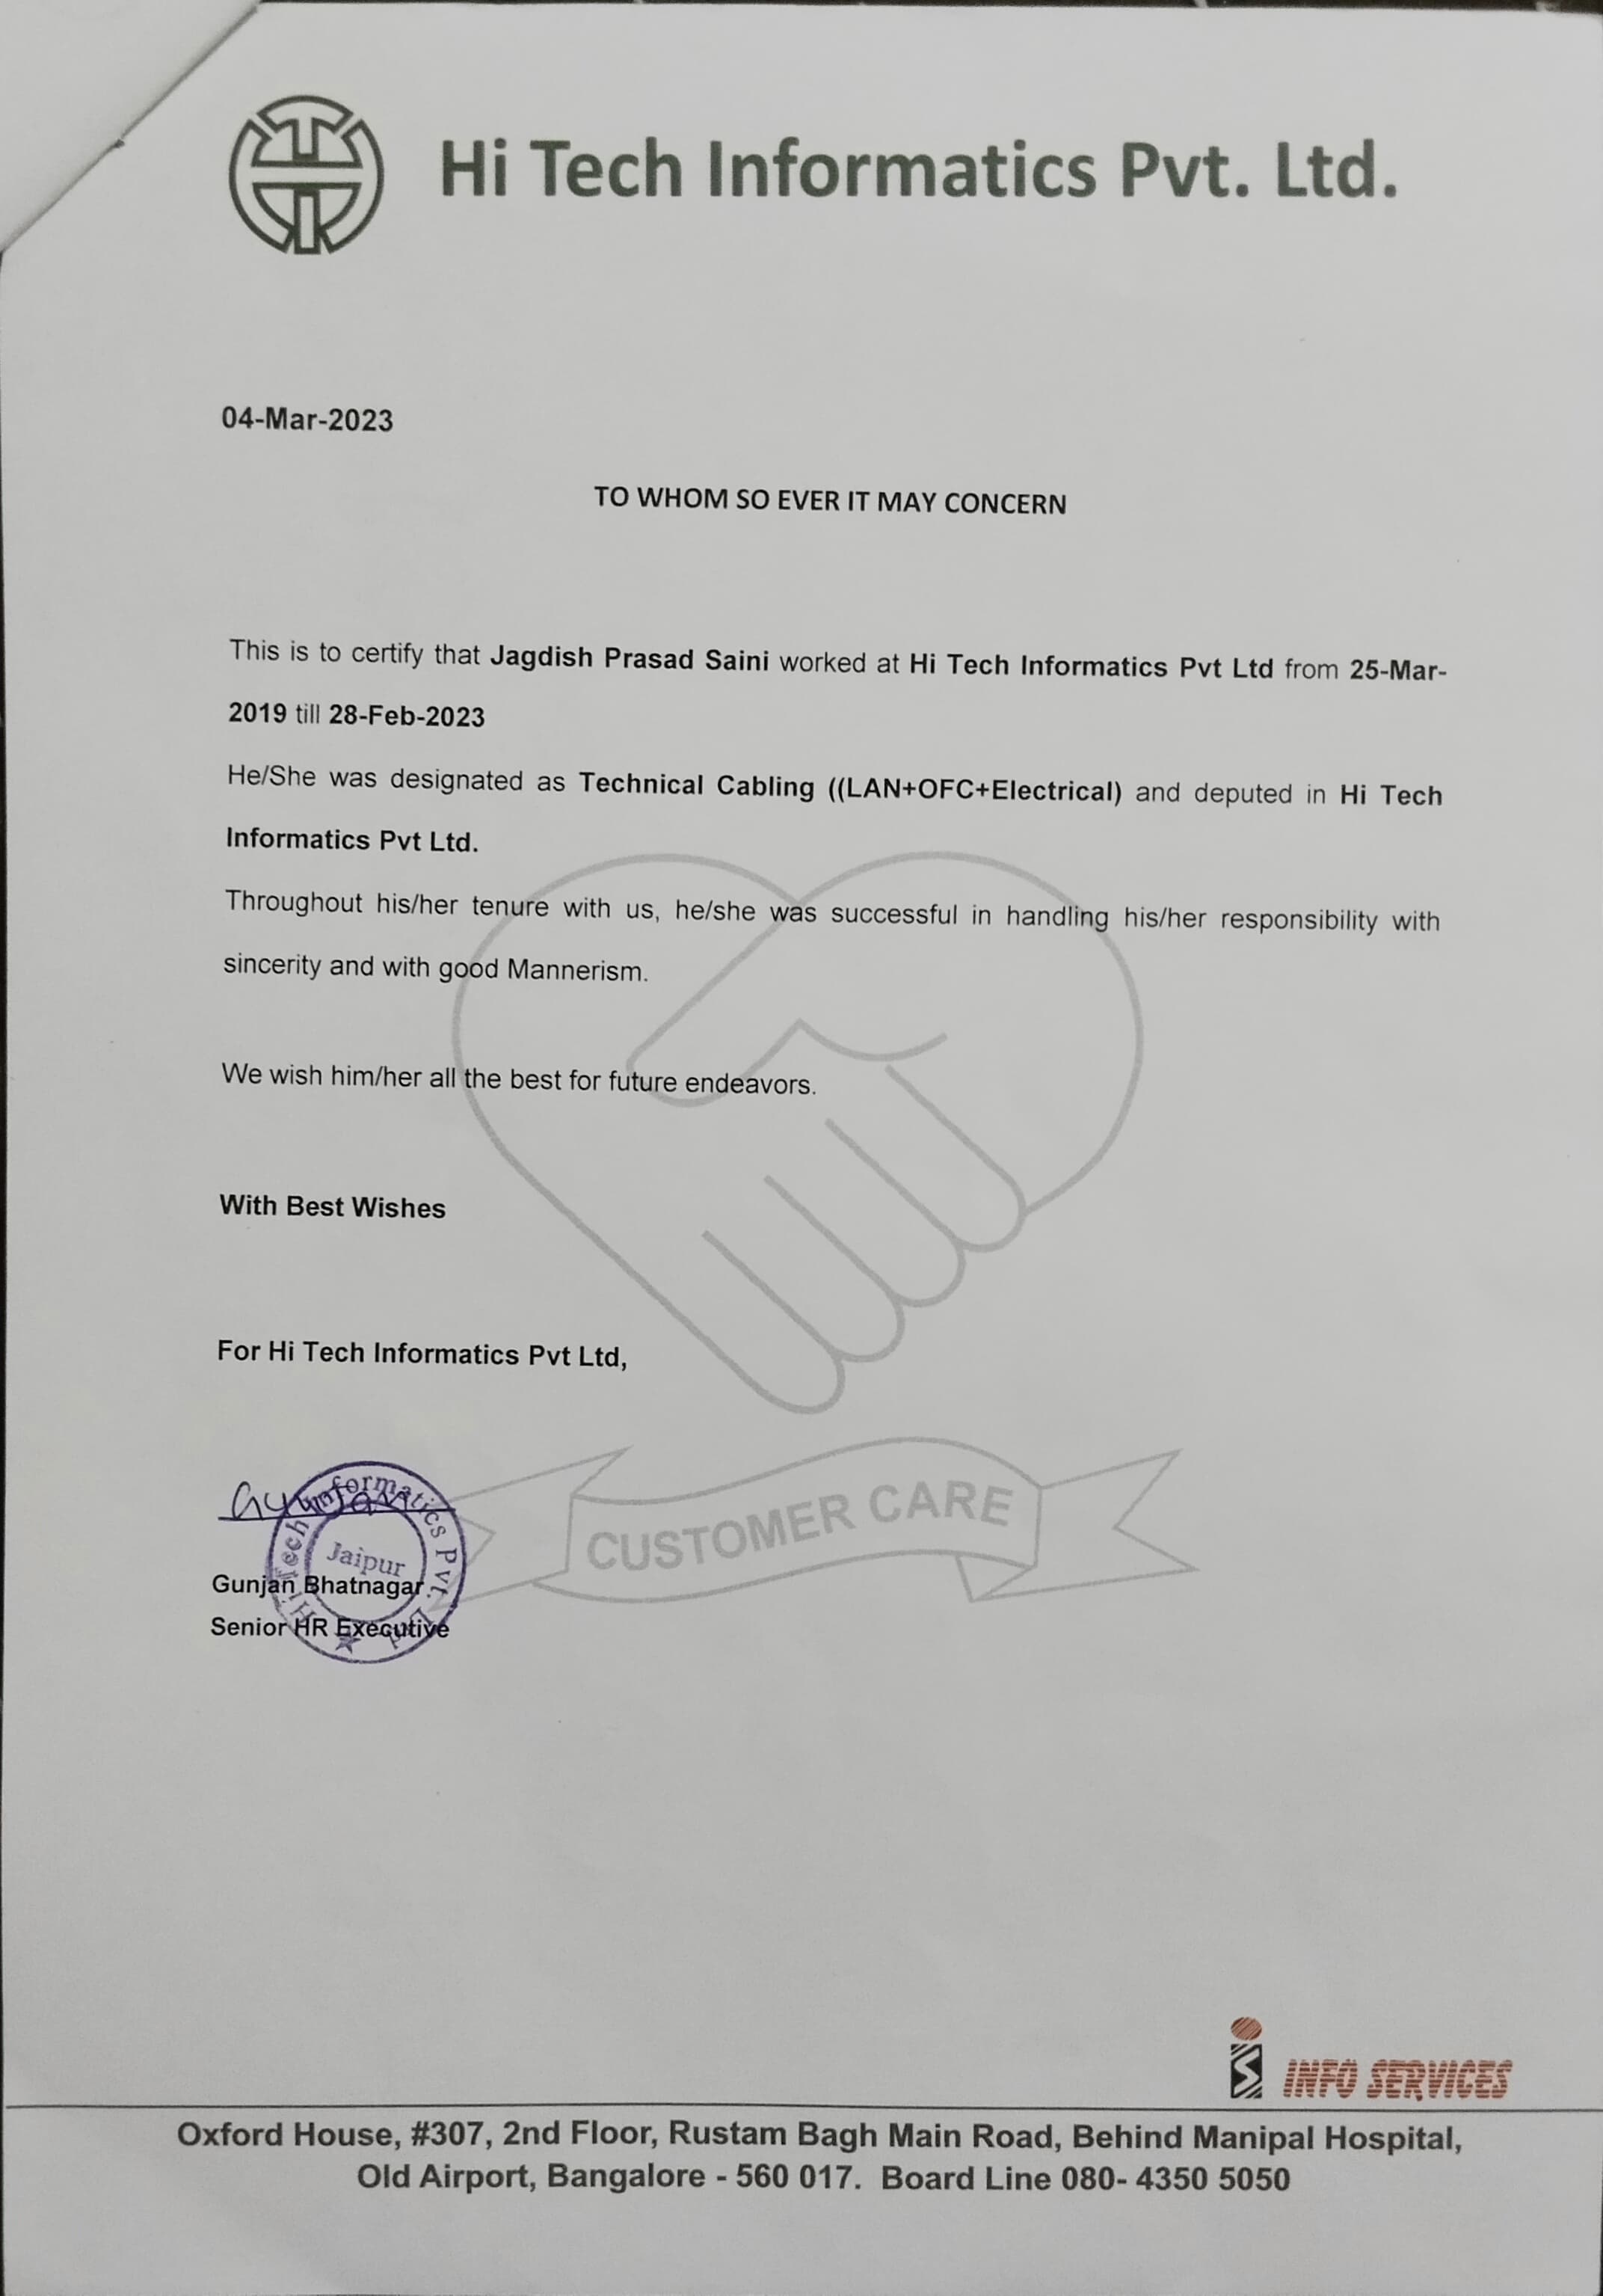 Hi Tech Informatics Pvt. Ltd.
04-Mar-2023
TO WHOM SO EVER IT MAY CONCERN
This is to certify that Jagdish Prasad Saini worked at Hi Tech Informatics Pvt Ltd from 25-Mar-
2019 till 28-Feb-2023
He/She was designated as Technical Cabling ((LAN+OFC+Electrical) and deputed in Hi Tech
Informatics Pvt Ltd.
Throughout his/her tenure with us, he/she was successful in handling his/her responsibility with
sincerity and with good Mannerism.
We wish him/her all the best for future endeavors.
With Best Wishes
For Hi Tech Informatics Pvt Ltd,
CUSTOMER CARE
Gunjan
Hi Tech Informatics Pvt. Ltd
Jaipur
Gunjan Bhatnagar
Senior HR Executive
INFO SERVICES
Oxford House, #307, 2nd Floor, Rustam Bagh Main Road, Behind Manipal Hospital,
Old Airport, Bangalore - 560 017. Board Line 080- 4350 5050